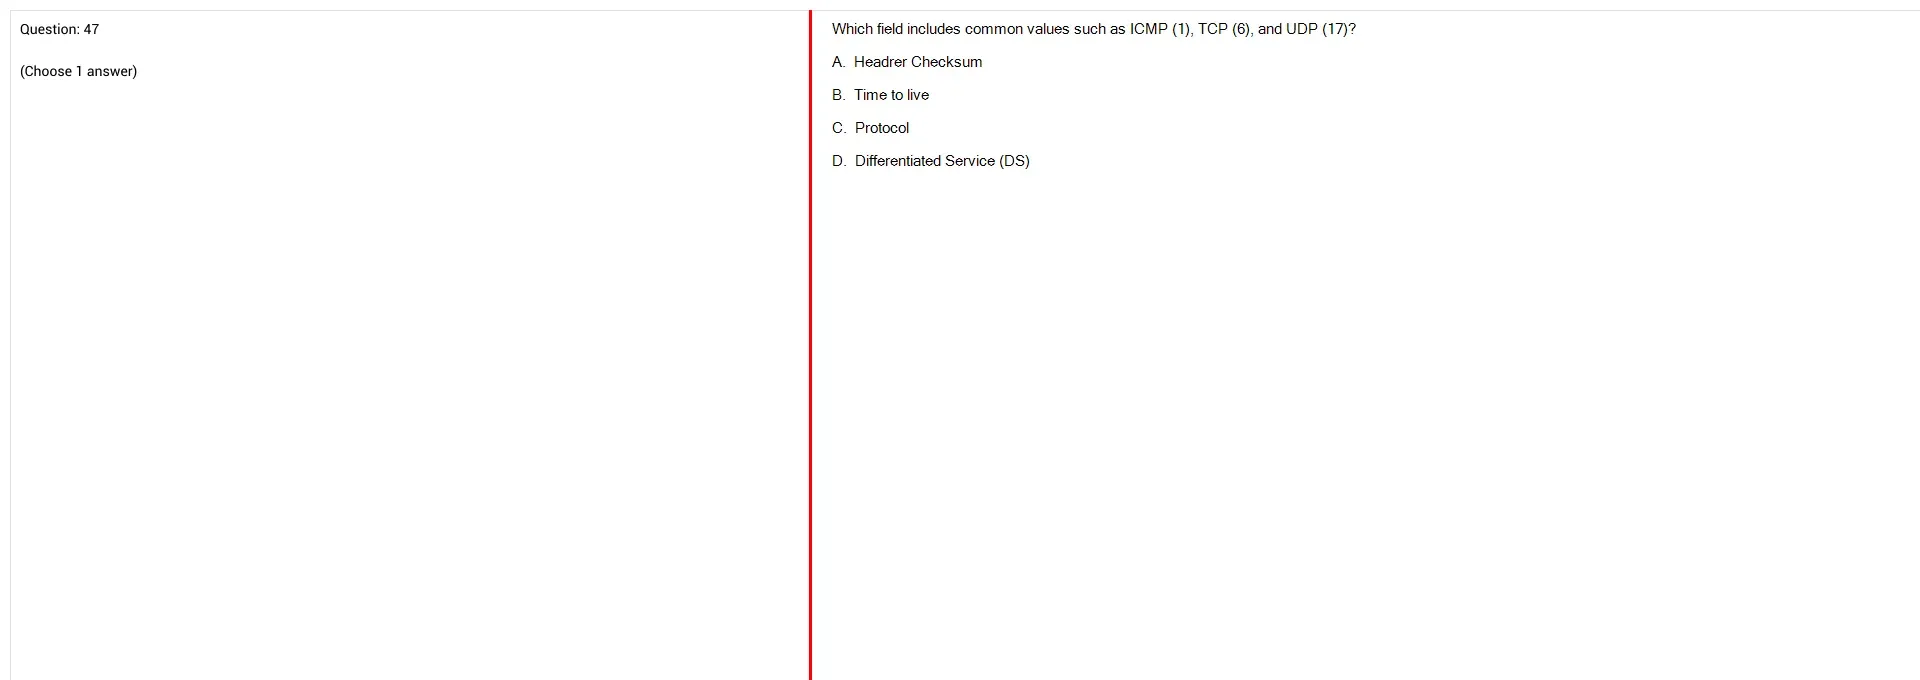 Question: 47
(Choose 1 answer)
Which field includes common values such as ICMP (1), TCP (6), and UDP (17)?
A. Headrer Checksum
B. Time to live
C. Protocol
D. Differentiated Service (DS)